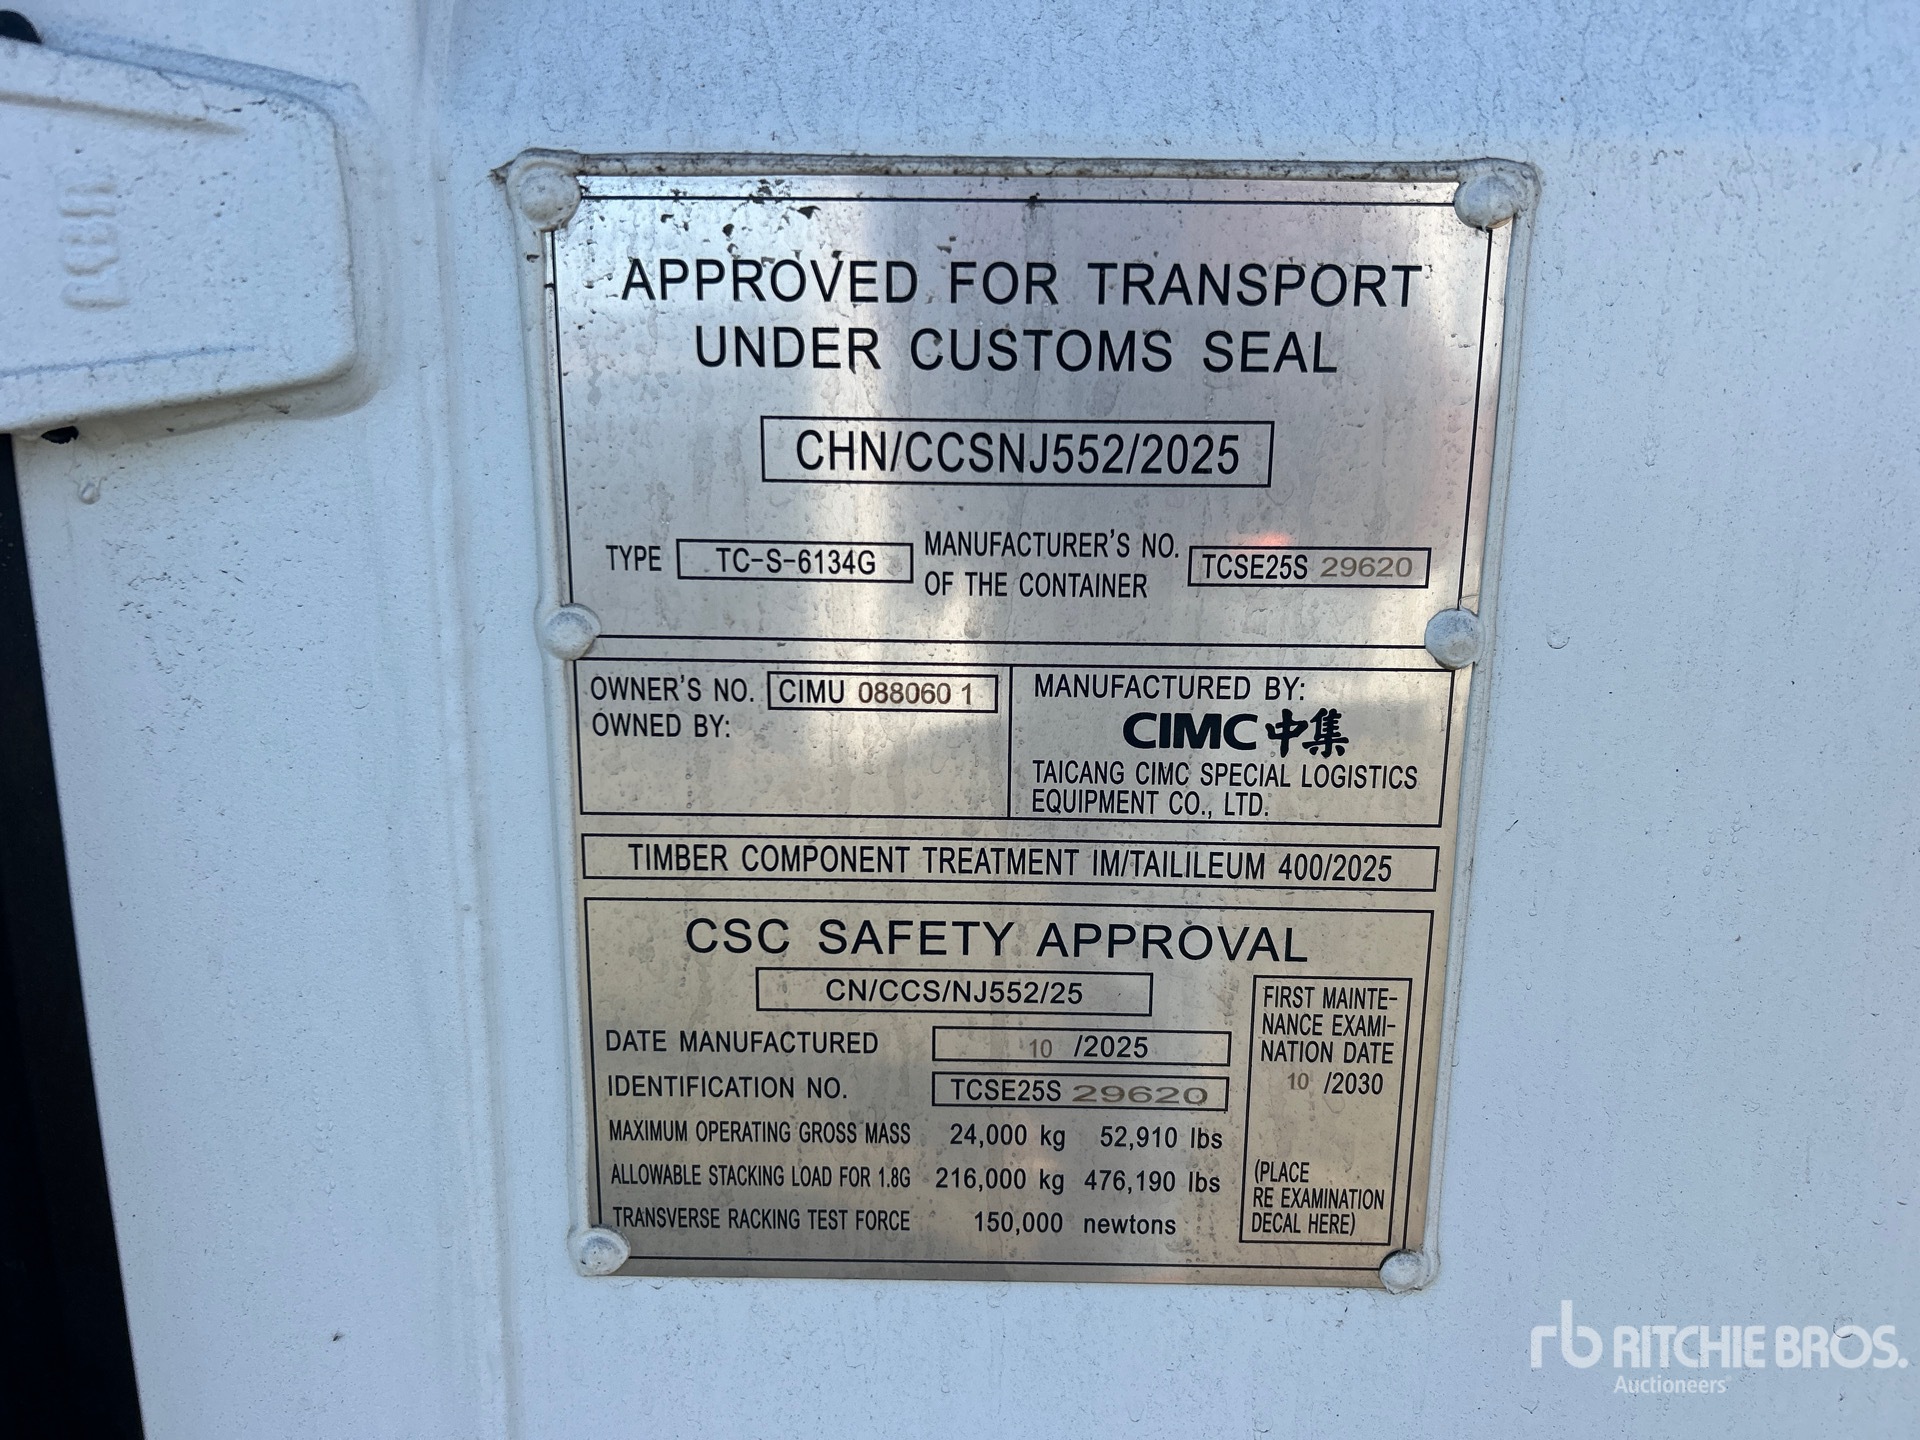 APPROVED FOR TRANSPORT
UNDER CUSTOMS SEAL
CHN/CCSNJ552/2025
TYPE TC-S-6134G MANUFACTURER'S NO. OF THE CONTAINER TCSE25S 29620
OWNER'S NO. CIMU 088060 1
OWNED BY:
MANUFACTURED BY:
CIMC 中集
TAICANG CIMC SPECIAL LOGISTICS
EQUIPMENT CO., LTD.
TIMBER COMPONENT TREATMENT IM/TAILILEUM 400/2025
CSC SAFETY APPROVAL
CN/CCS/NJ552/25
DATE MANUFACTURED 10 /2025
IDENTIFICATION NO. TCSE25S 29620
MAXIMUM OPERATING GROSS MASS 24,000 kg 52,910 lbs
ALLOWABLE STACKING LOAD FOR 1.8G 216,000 kg 476,190 lbs
TRANSVERSE RACKING TEST FORCE 150,000 newtons
FIRST MAINTE-
NANCE EXAMI-
NATION DATE
10 /2030
(PLACE
RE EXAMINATION
DECAL HERE)
rb RITCHIE BROS.
Auctioneers